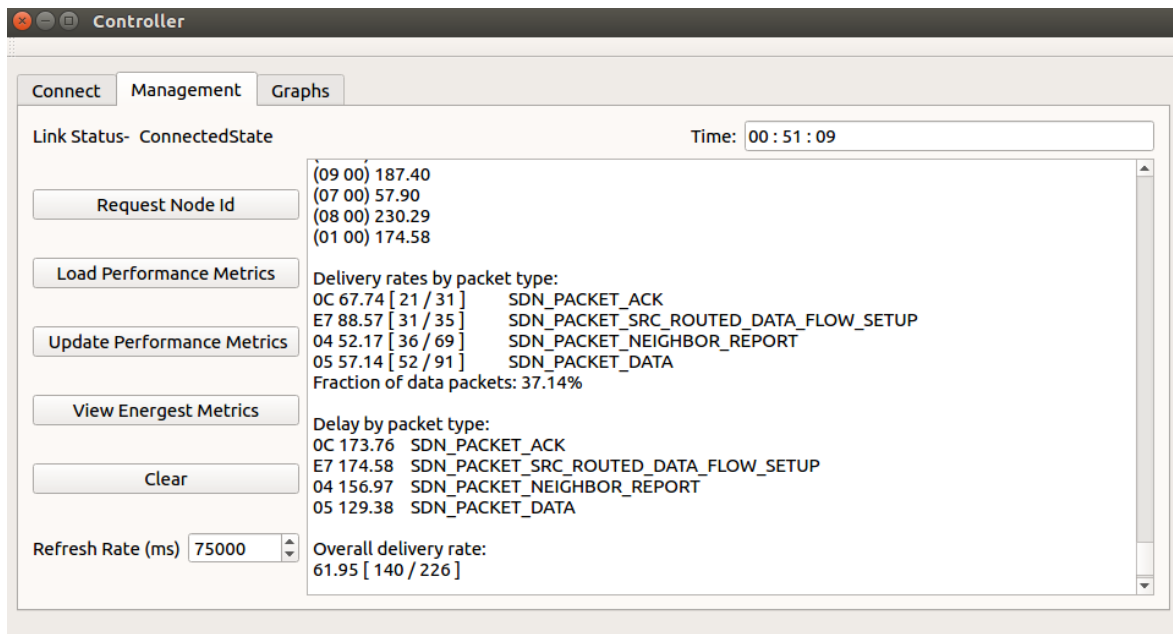 Controller
Connect Management Graphs
Link Status- ConnectedState Time: 00 : 51 : 09
Request Node Id
Load Performance Metrics
Update Performance Metrics
View Energest Metrics
Clear
Refresh Rate (ms) 75000
(09 00) 187.40
(07 00) 57.90
(08 00) 230.29
(01 00) 174.58
Delivery rates by packet type:
0C 67.74 [ 21 / 31 ] SDN_PACKET_ACK
E7 88.57 [ 31 / 35 ] SDN_PACKET_SRC_ROUTED_DATA_FLOW_SETUP
04 52.17 [ 36 / 69 ] SDN_PACKET_NEIGHBOR_REPORT
05 57.14 [ 52 / 91 ] SDN_PACKET_DATA
Fraction of data packets: 37.14%
Delay by packet type:
0C 173.76 SDN_PACKET_ACK
E7 174.58 SDN_PACKET_SRC_ROUTED_DATA_FLOW_SETUP
04 156.97 SDN_PACKET_NEIGHBOR_REPORT
05 129.38 SDN_PACKET_DATA
Overall delivery rate:
61.95 [ 140 / 226 ]